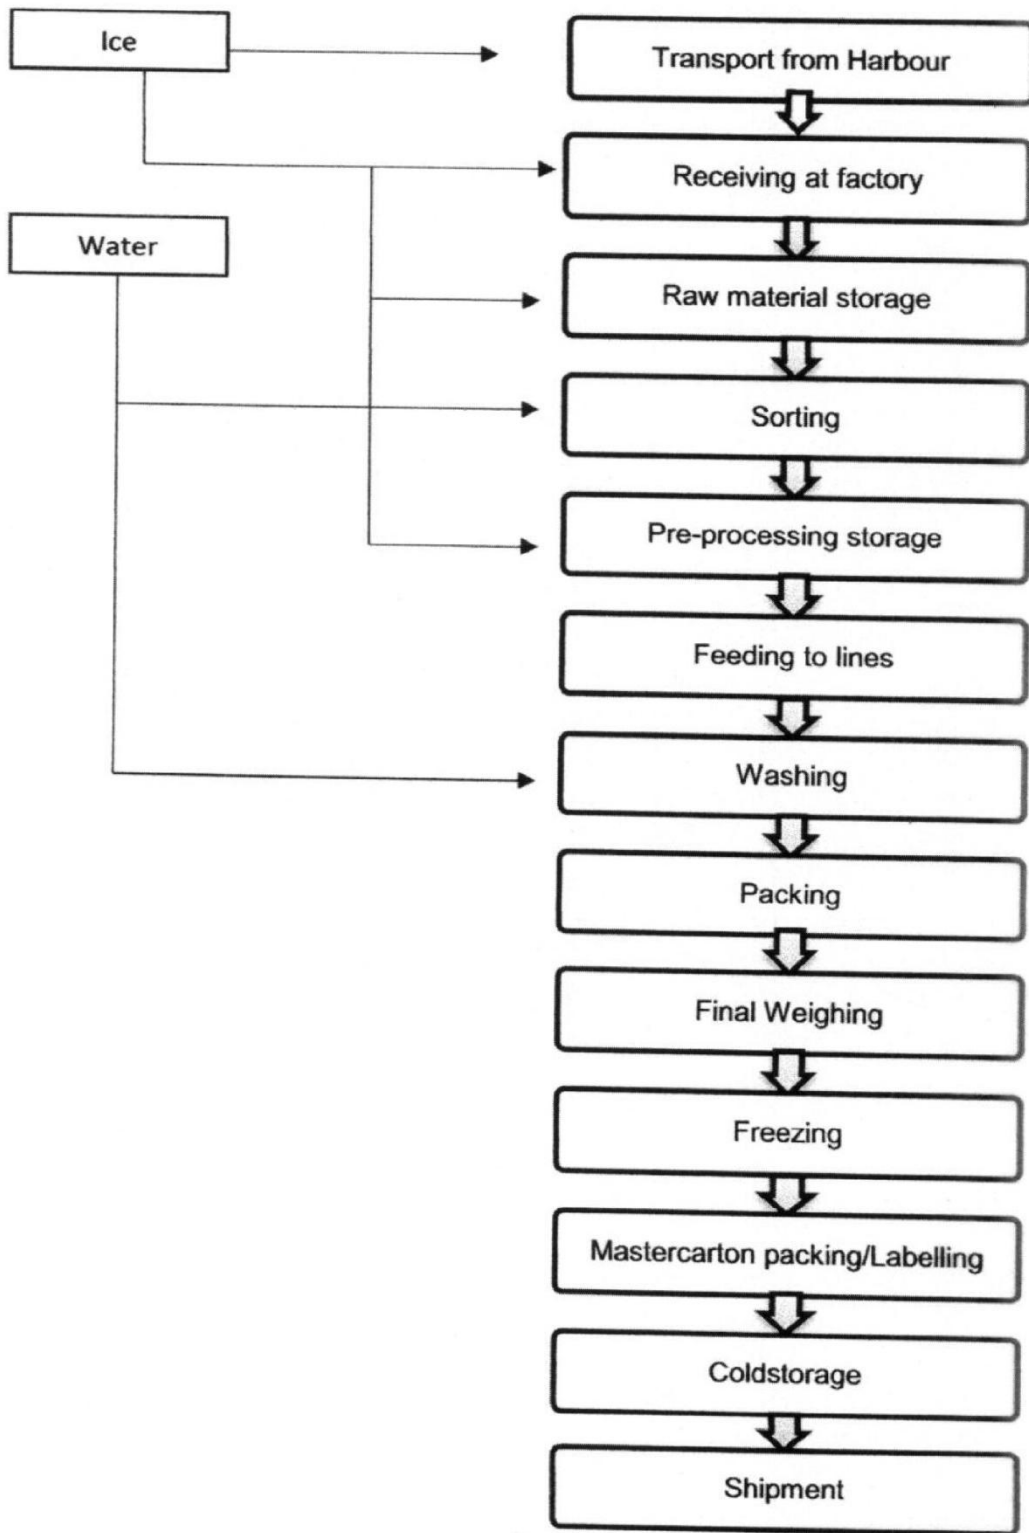 Ice
Transport from Harbour
Receiving at factory
Water
Raw material storage
Sorting
Pre-processing storage
Feeding to lines
Washing
Packing
Final Weighing
Freezing
Mastercarton packing/Labelling
Coldstorage
Shipment